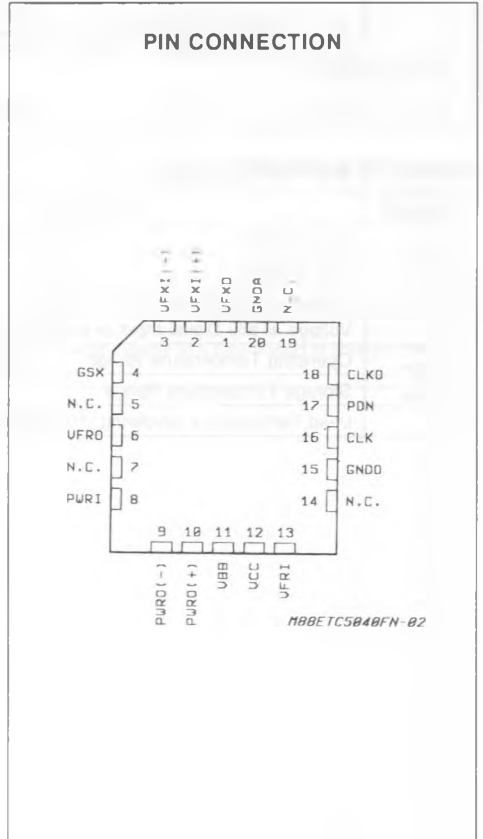 PIN CONNECTION
VFXI(-)
VFXI(+)
VFXO
GNDA
N.C.
3 2 1 20 19
GSX 4
N.C. 5
VFRO 6
N.C. 7
PWRI 8
18 CLKO
17 PDN
16 CLK
15 GNDD
14 N.C.
9 10 11 12 13
PWRO(-)
PWRO(+)
VBB
VCC
VFRI
M88ETC5040FN-02